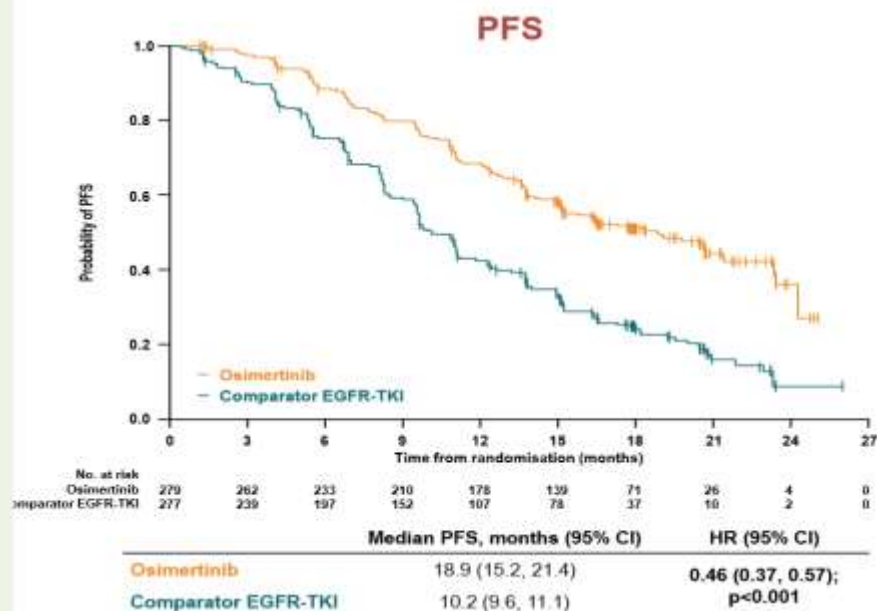 PFS
1.0
0.8
0.6
0.4
0.2
0.0
Probability of PFS
Osimertinib
Comparator EGFR-TKI
0 3 6 9 12 15 18 21 24 27
Time from randomisation (months)
No. at risk
Osimertinib 279 262 233 210 178 139 71 26 4 0
omparator EGFR-TKI 277 239 197 152 107 78 37 10 2 0
Median PFS, months (95% CI) HR (95% CI)
Osimertinib 18.9 (15.2, 21.4) 0.46 (0.37, 0.57);
Comparator EGFR-TKI 10.2 (9.6, 11.1) p<0.001